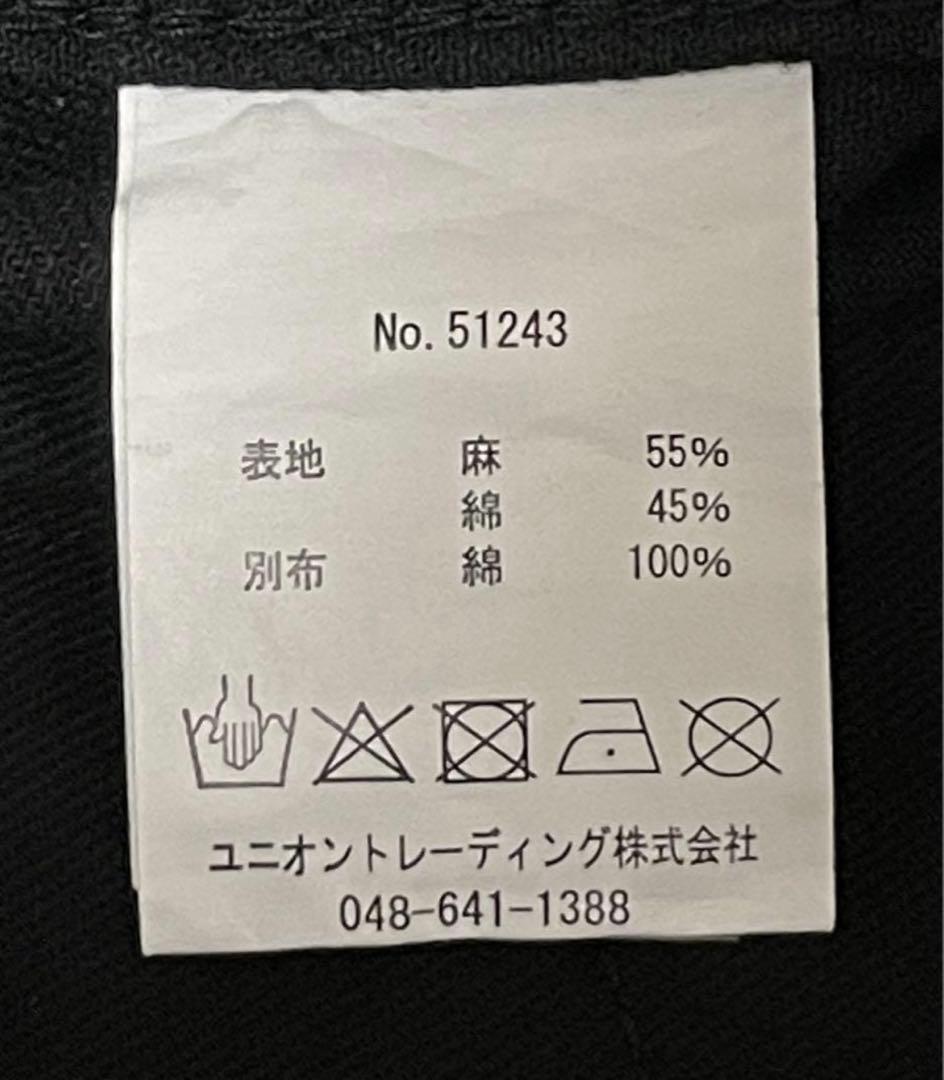 No. 51243
表地 麻 55%
綿 45%
別布 綿 100%
ユニオントレーディング株式会社
048-641-1388